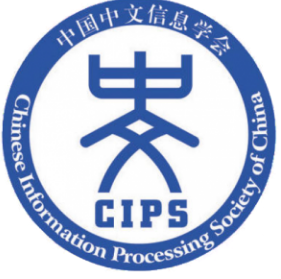 中国中文信息学会
CIPS
Chinese Information Processing Society of China